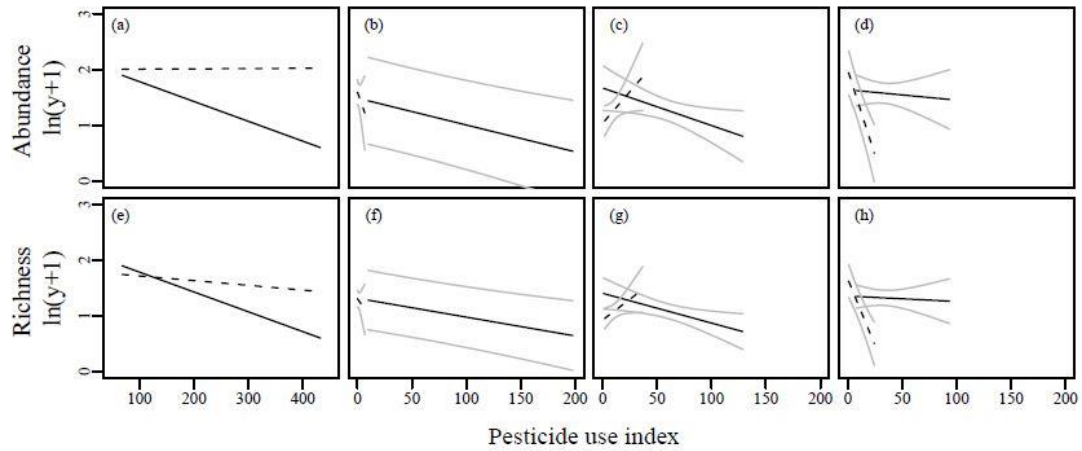 (a) (b) (c) (d)
3
2
1
0
Abundance
ln(y+1)
(e) (f) (g) (h)
3
2
1
0
Richness
ln(y+1)
100 200 300 400 0 50 100 150 200 0 50 100 150 200 0 50 100 150 200
Pesticide use index